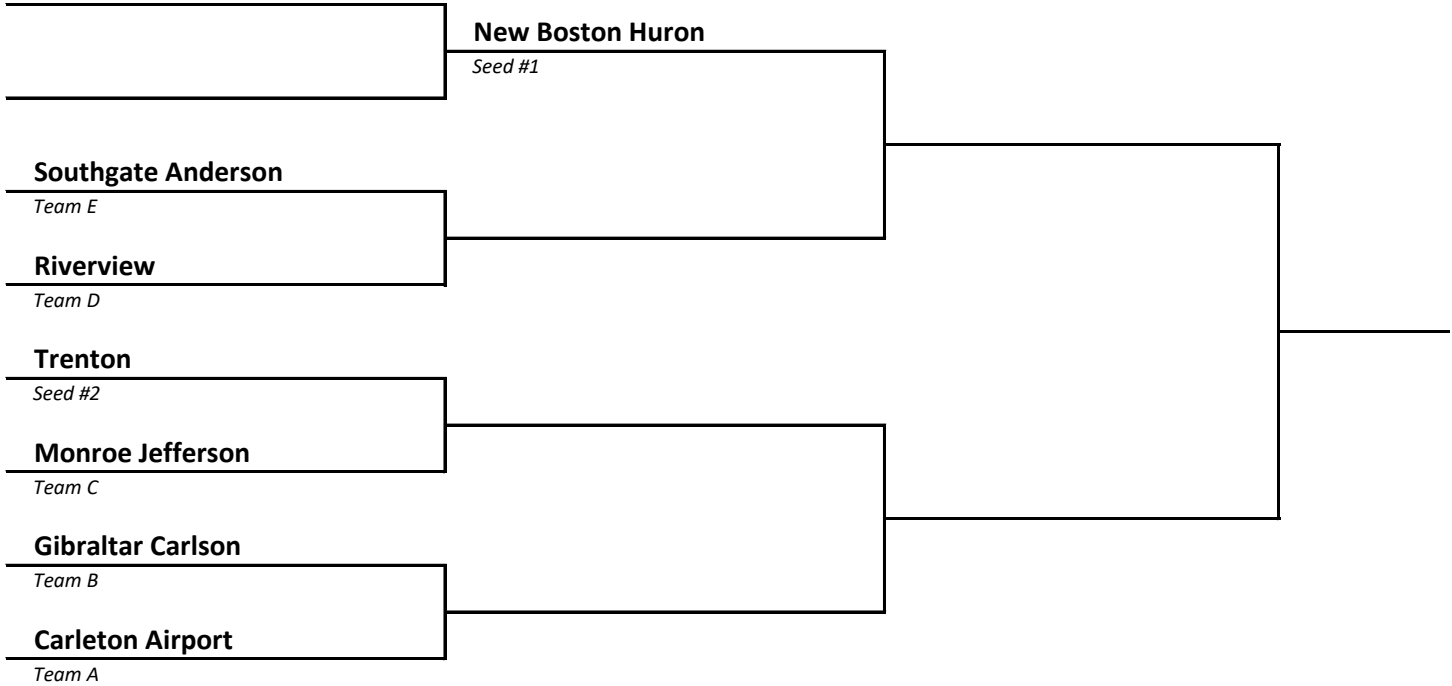 New Boston Huron
Seed #1
Southgate Anderson
Team E
Riverview
Team D
Trenton
Seed #2
Monroe Jefferson
Team C
Gibraltar Carlson
Team B
Carleton Airport
Team A